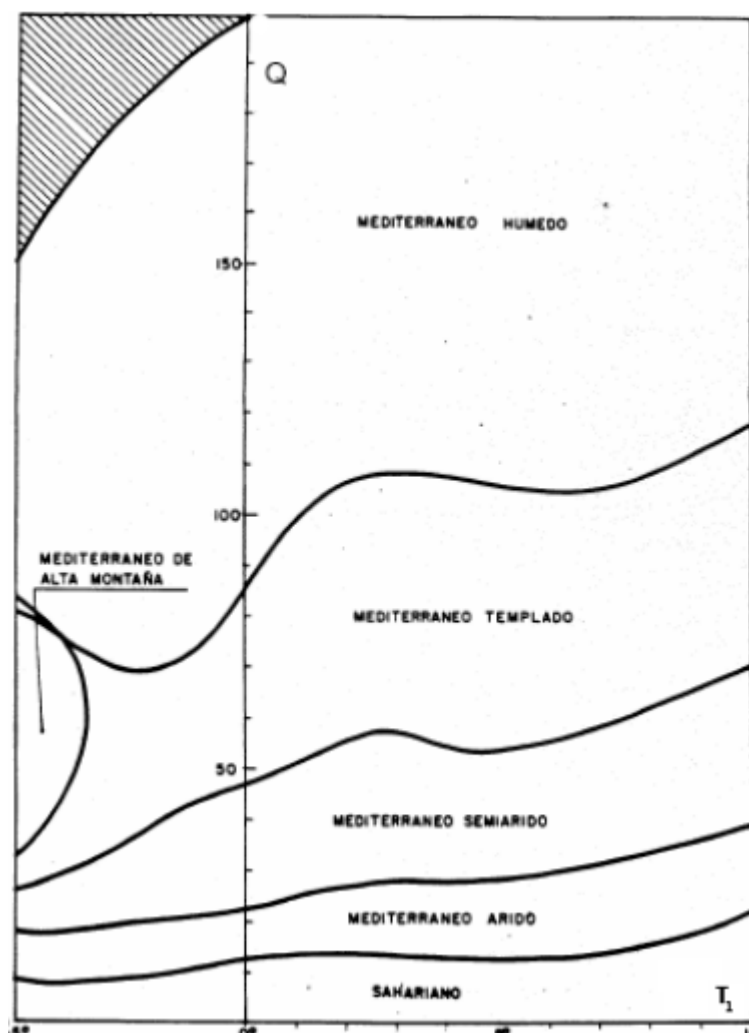 Q
MEDITERRANEO HUMEDO
150
100
MEDITERRANEO DE
ALTA MONTAÑA
MEDITERRANEO TEMPLADO
50
MEDITERRANEO SEMIARIDO
MEDITERRANEO ARIDO
SAHARIANO
T1